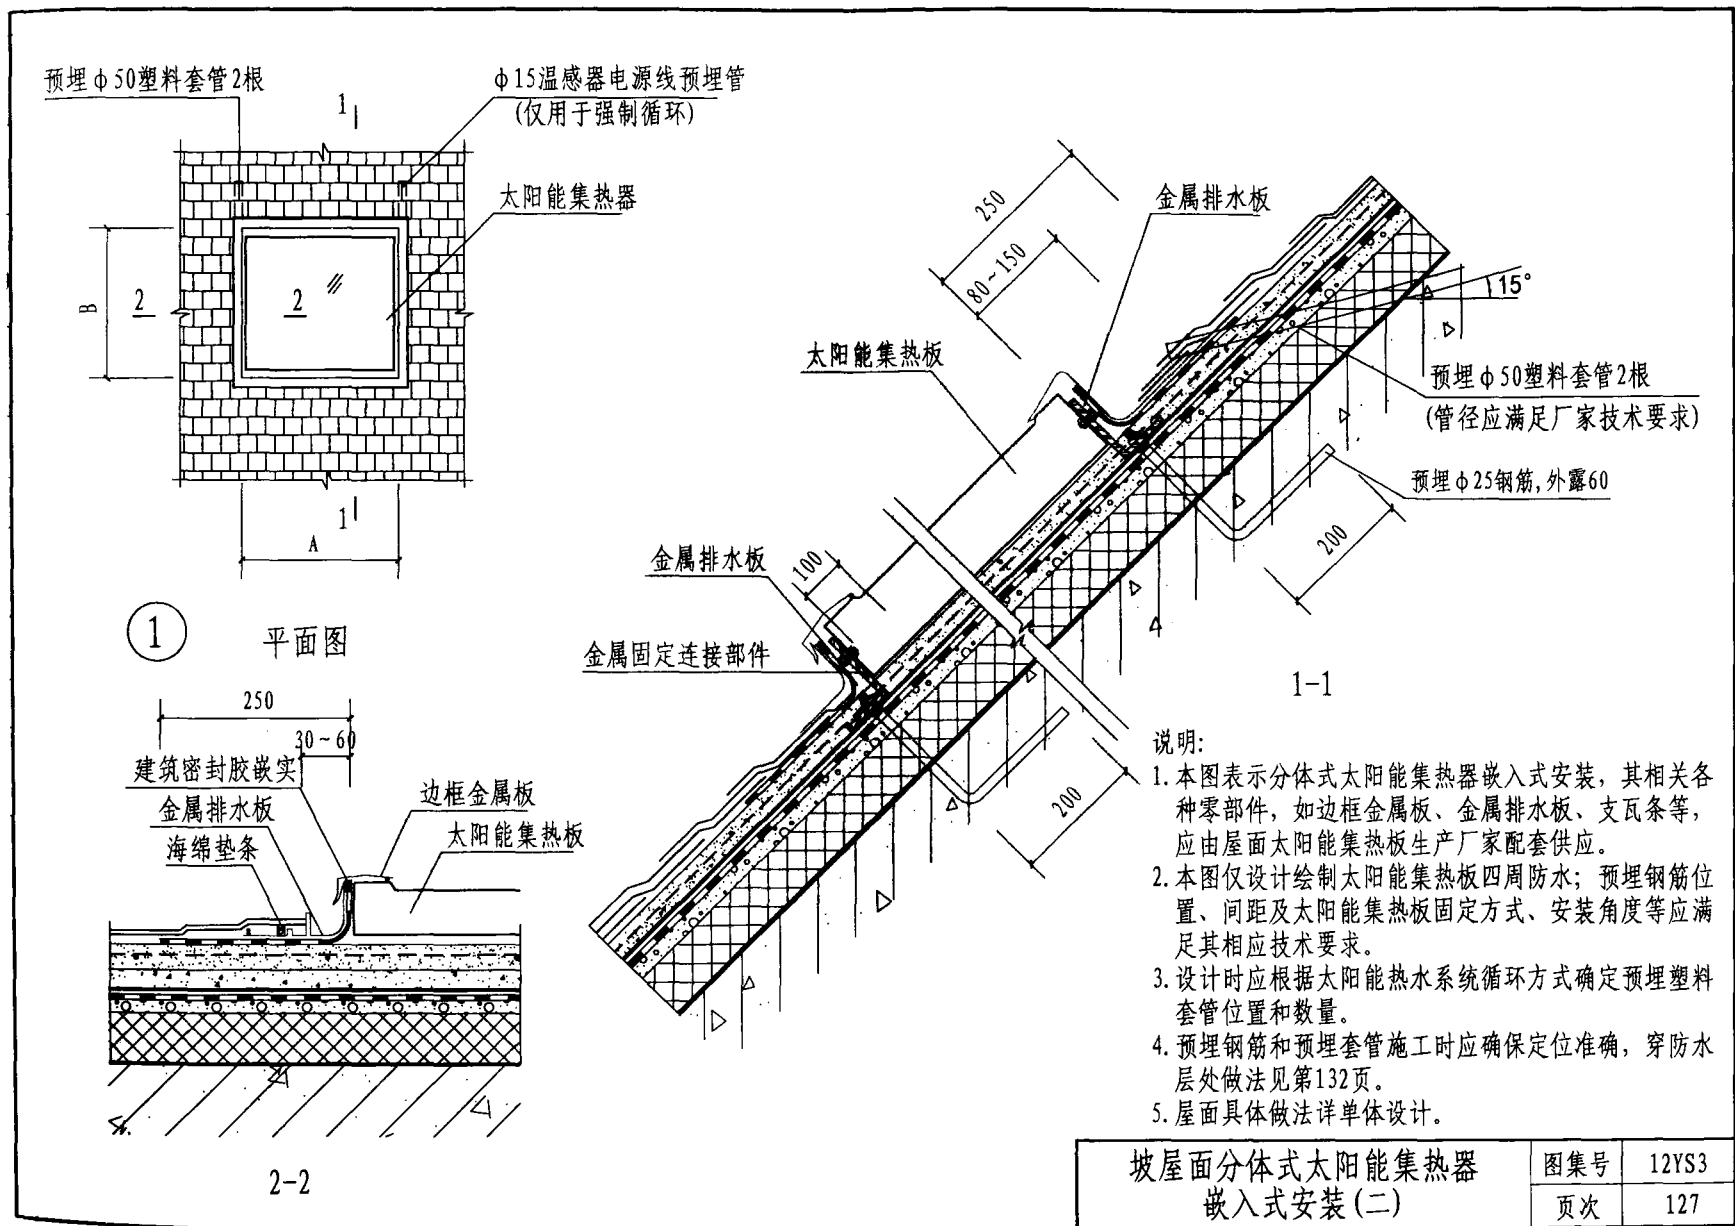 预埋ф50塑料套管2根
1
ф15温感器电源线预埋管
(仅用于强制循环)
太阳能集热器
B
2
2
1
A
① 平面图
250
80~150
金属排水板
太阳能集热板
15°
预埋ф50塑料套管2根
(管径应满足厂家技术要求)
预埋ф25钢筋,外露60
200
金属排水板
100
金属固定连接部件
200
1-1
250
30~60
建筑密封胶嵌实
金属排水板
海绵垫条
边框金属板
太阳能集热板
2-2
说明:
1. 本图表示分体式太阳能集热器嵌入式安装，其相关各
种零部件，如边框金属板、金属排水板、支瓦条等，
应由屋面太阳能集热板生产厂家配套供应。
2. 本图仅设计绘制太阳能集热板四周防水；预埋钢筋位
置、间距及太阳能集热板固定方式、安装角度等应满
足其相应技术要求。
3. 设计时应根据太阳能热水系统循环方式确定预埋塑料
套管位置和数量。
4. 预埋钢筋和预埋套管施工时应确保定位准确，穿防水
层处做法见第132页。
5. 屋面具体做法详单体设计。
坡屋面分体式太阳能集热器
嵌入式安装(二)
图集号 12YS3
页次 127